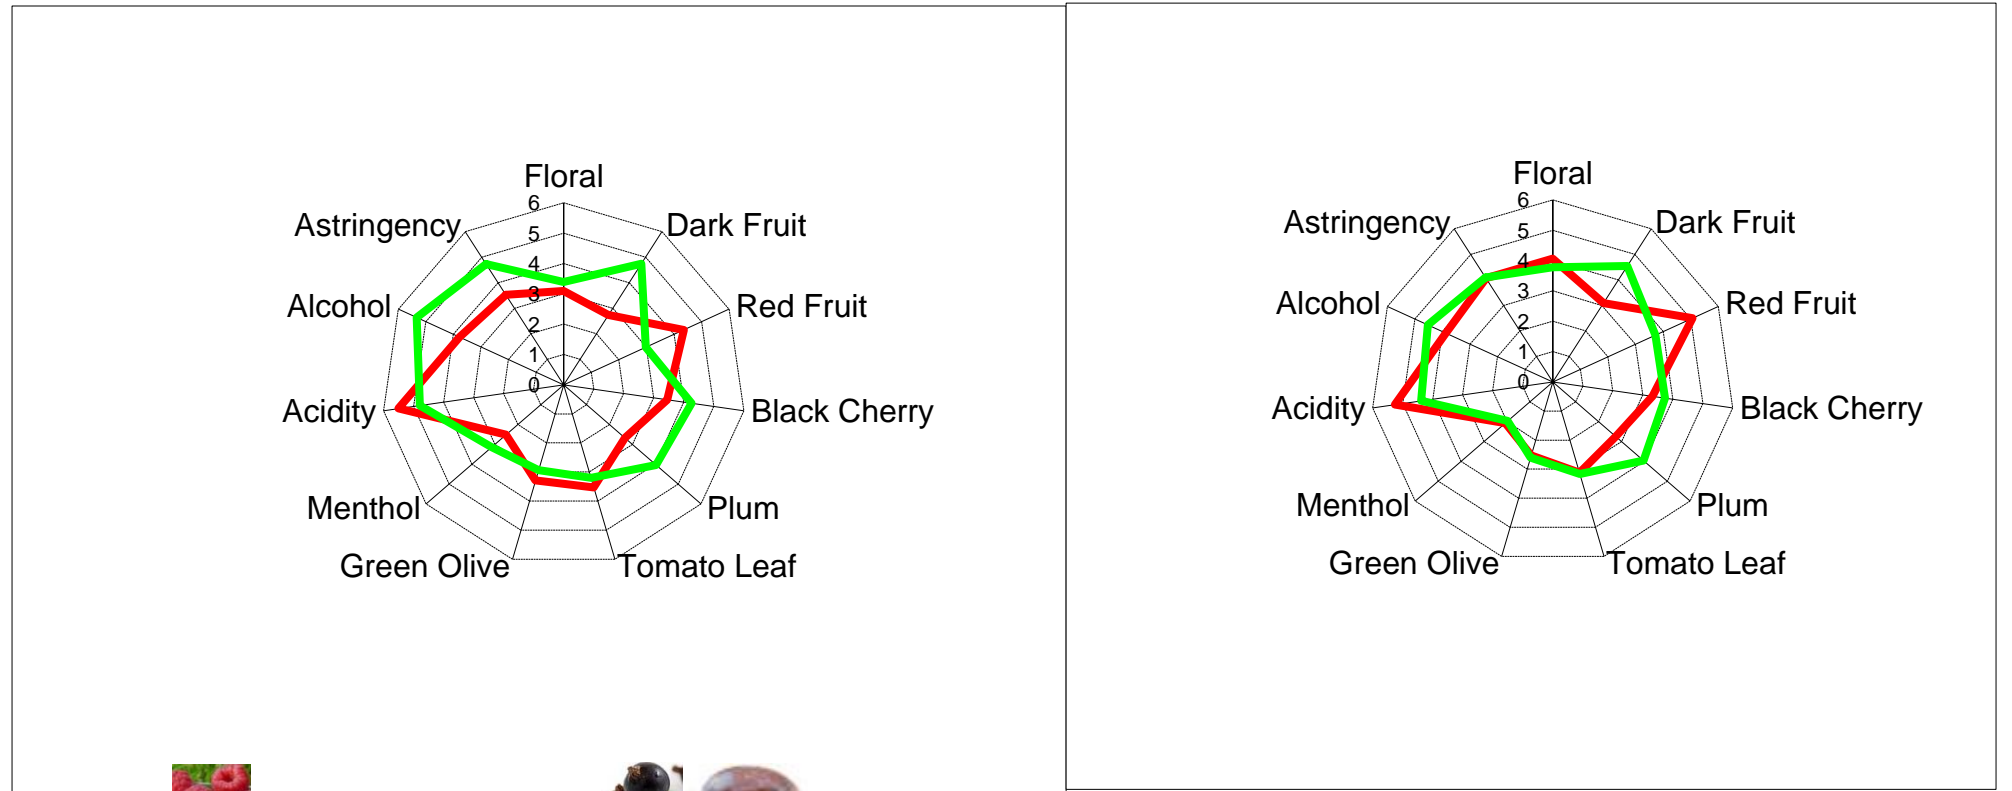 Floral
6
Astringency
Dark Fruit
5
4
Alcohol
3
Red Fruit
2
1
Acidity
0
Black Cherry
Menthol
Plum
Green Olive
Tomato Leaf
Floral
6
Astringency
Dark Fruit
5
4
Alcohol
3
Red Fruit
2
1
Acidity
0
Black Cherry
Menthol
Plum
Green Olive
Tomato Leaf